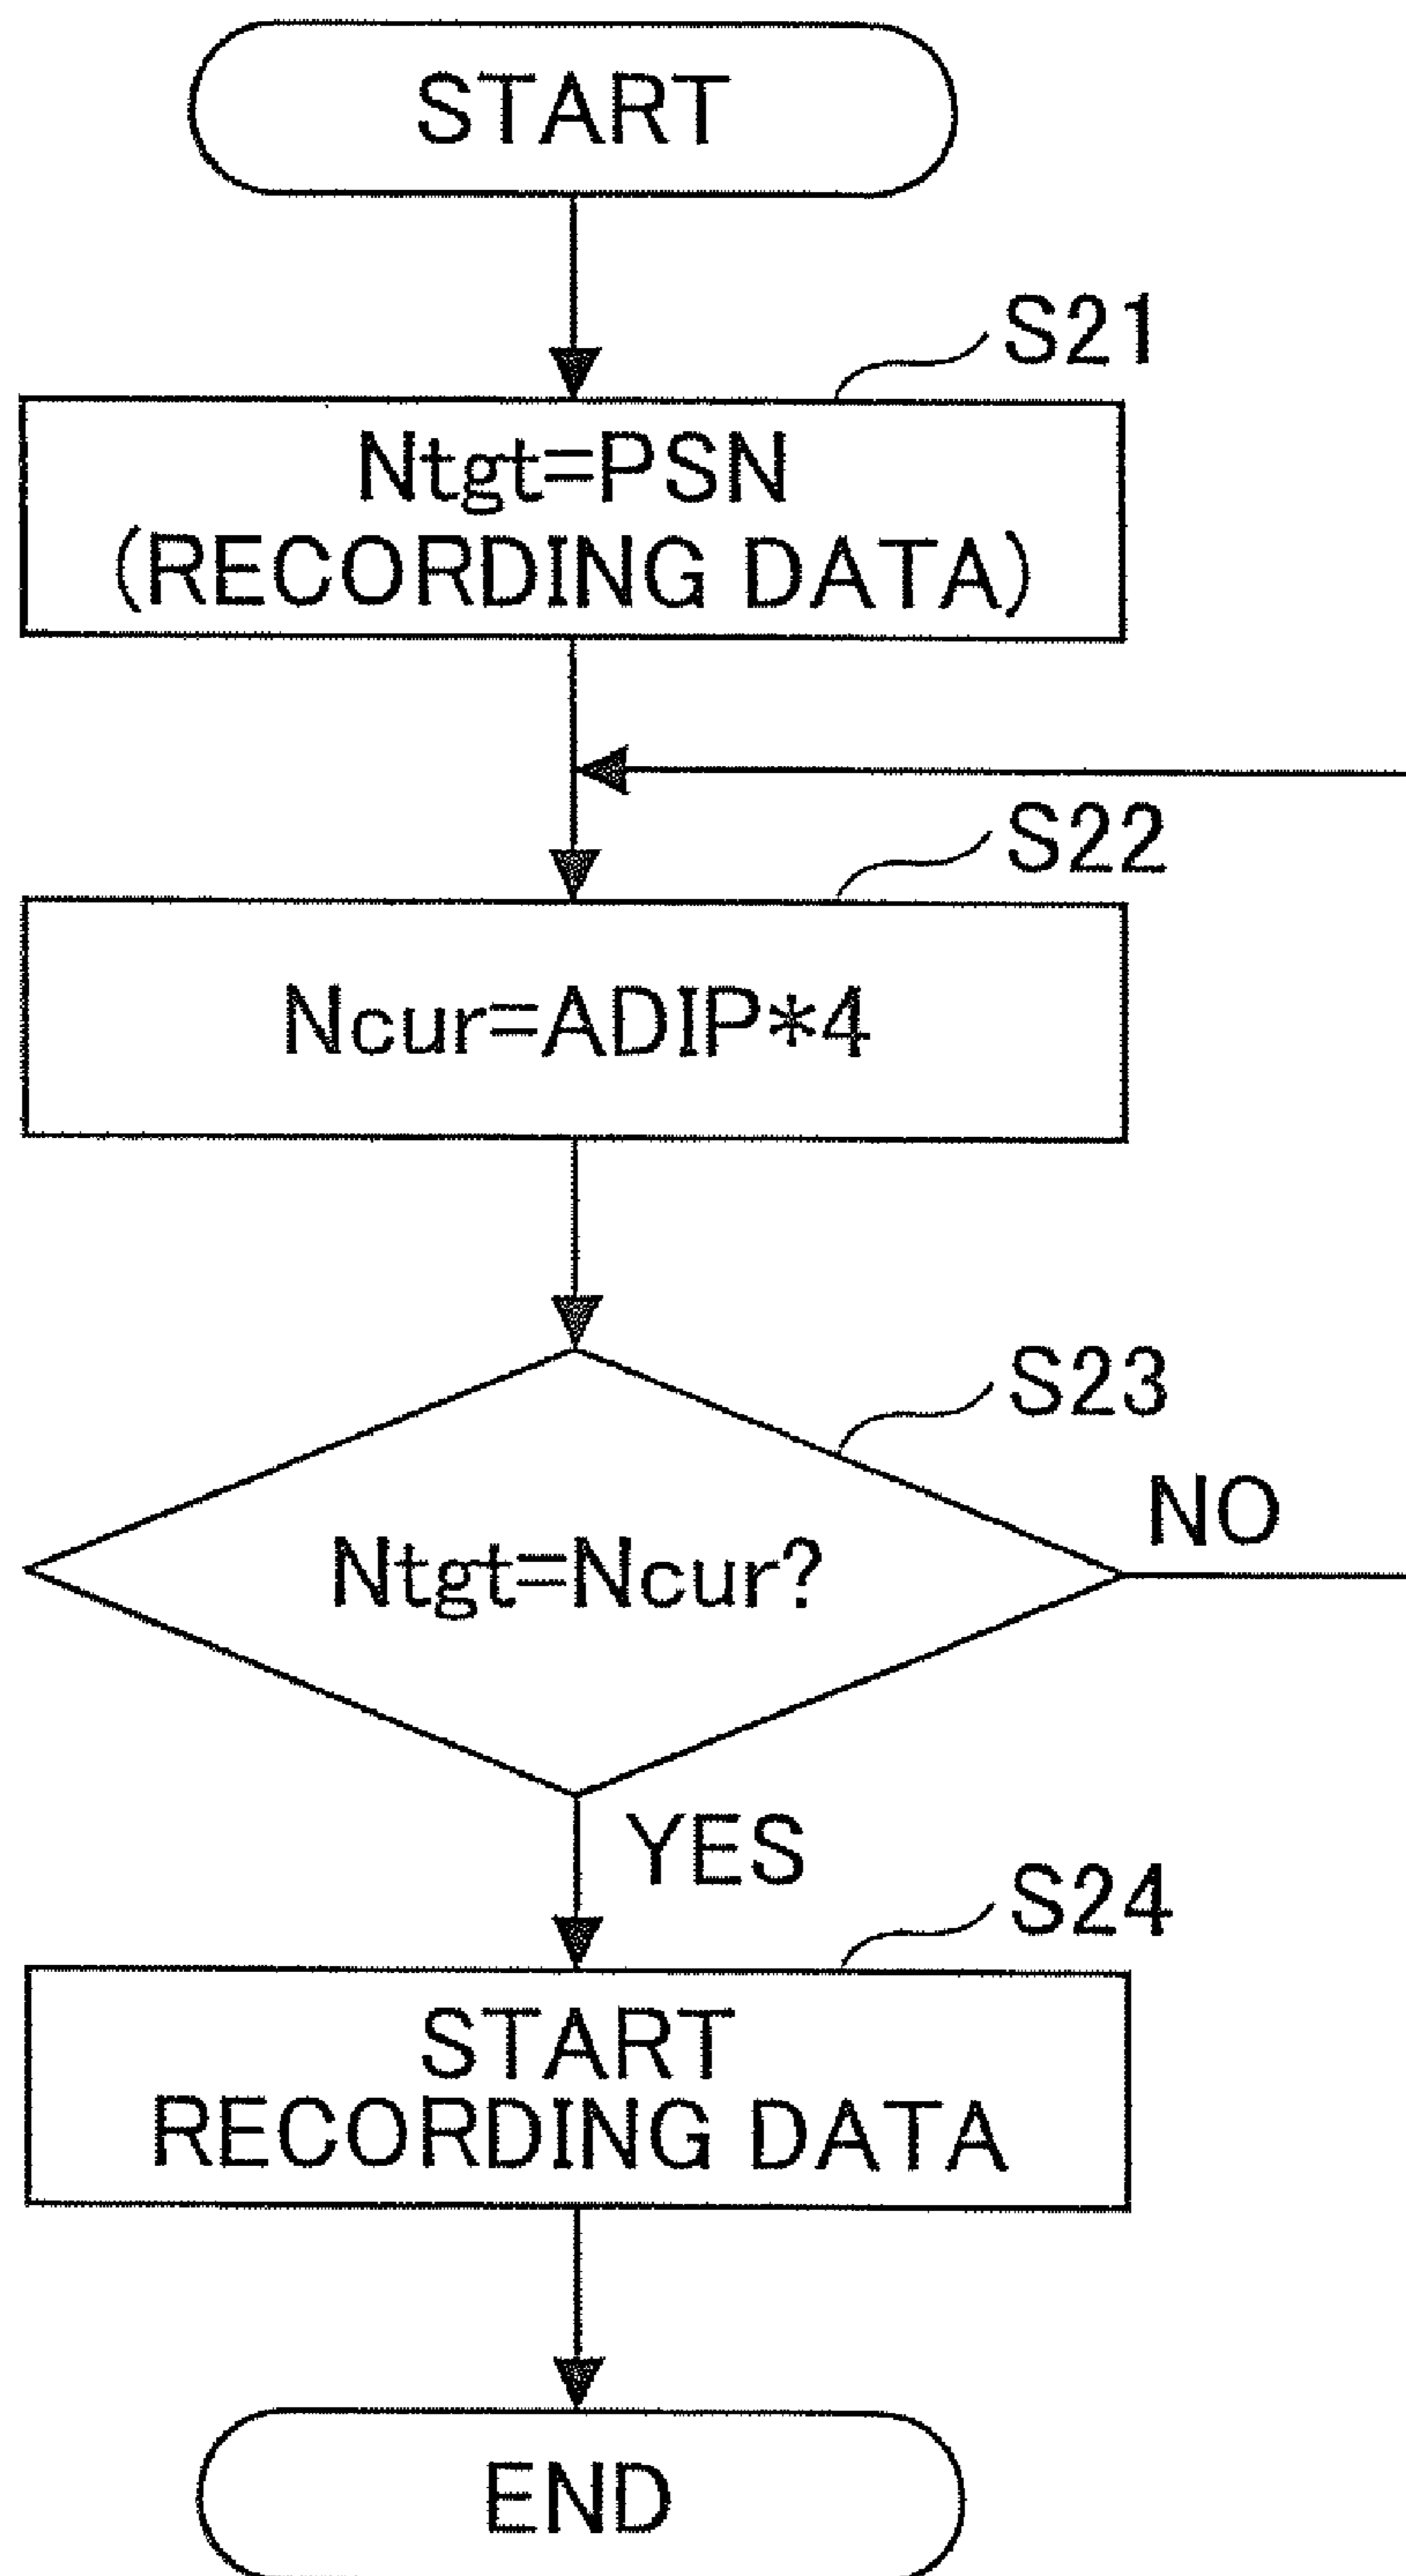 START
S21
Ntgt=PSN
(RECORDING DATA)
S22
Ncur=ADIP*4
S23
Ntgt=Ncur?
NO
YES
S24
START
RECORDING DATA
END